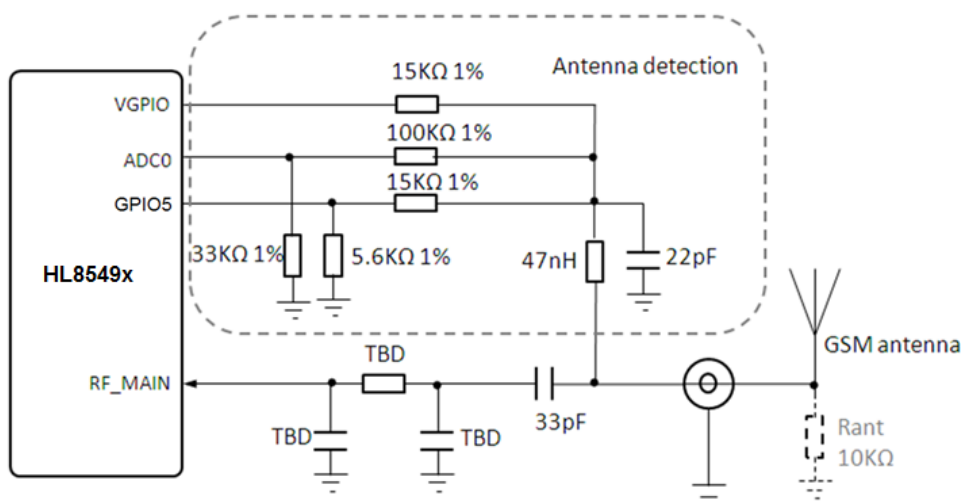 Antenna detection
15KΩ 1%
VGPIO
100KΩ 1%
ADC0
15KΩ 1%
GPIO5
33KΩ 1%
5.6KΩ 1%
47nH
22pF
HL8549x
GSM antenna
TBD
RF_MAIN
33pF
TBD
TBD
Rant
10KΩ